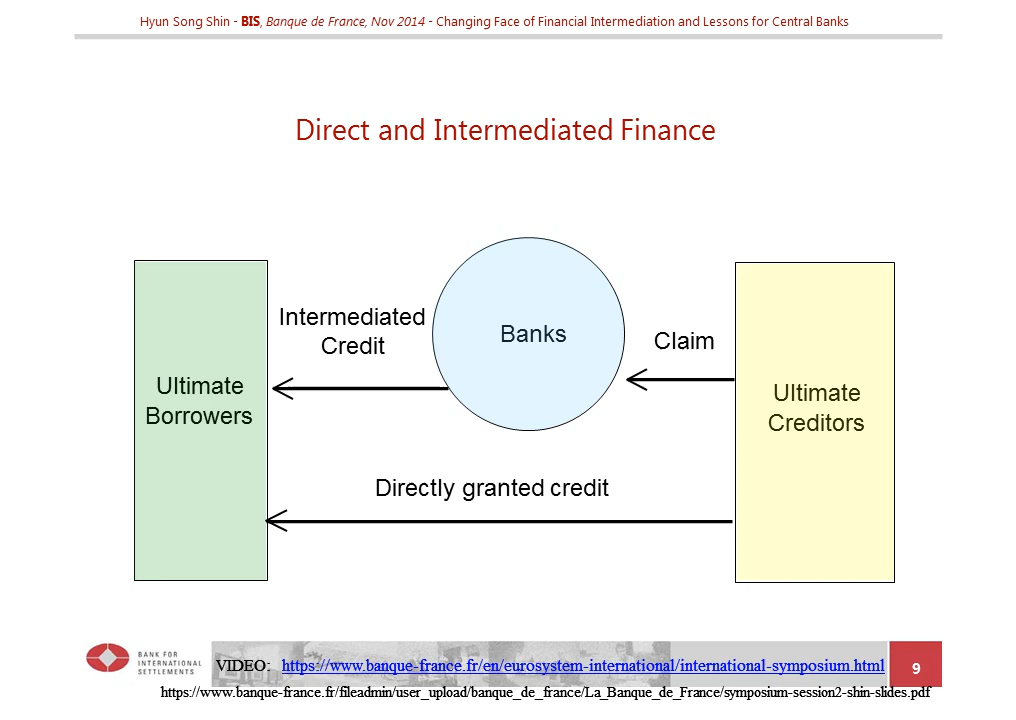 Hyun Song Shin - BIS, Banque de France, Nov 2014 - Changing Face of Financial Intermediation and Lessons for Central Banks
Direct and Intermediated Finance
Intermediated
Credit
Banks
Claim
Ultimate
Borrowers
Ultimate
Creditors
Directly granted credit
BANK FOR
INTERNATIONAL
SETTLEMENTS
VIDEO: https://www.banque-france.fr/en/eurosystem-international/international-symposium.html
9
https://www.banque-france.fr/fileadmin/user_upload/banque_de_france/La_Banque_de_France/symposium-session2-shin-slides.pdf